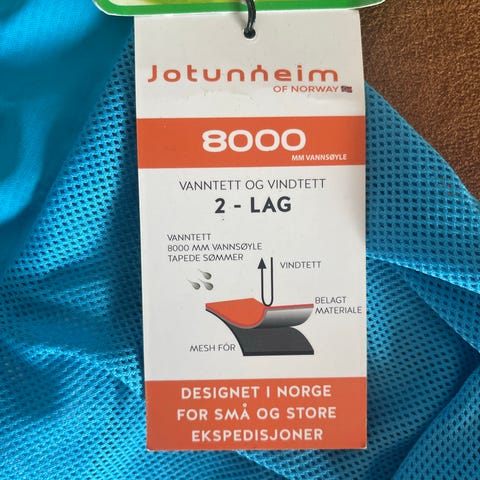 Jotunheim
OF NORWAY
8000
MM VANNSØYLE
VANNTETT OG VINDTETT
2 - LAG
VANNTETT
8000 MM VANNSØYLE
TAPEDE SØMMER
VINDTETT
BELAGT
MATERIALE
MESH FÓR
DESIGNET I NORGE
FOR SMÅ OG STORE
EKSPEDISJONER